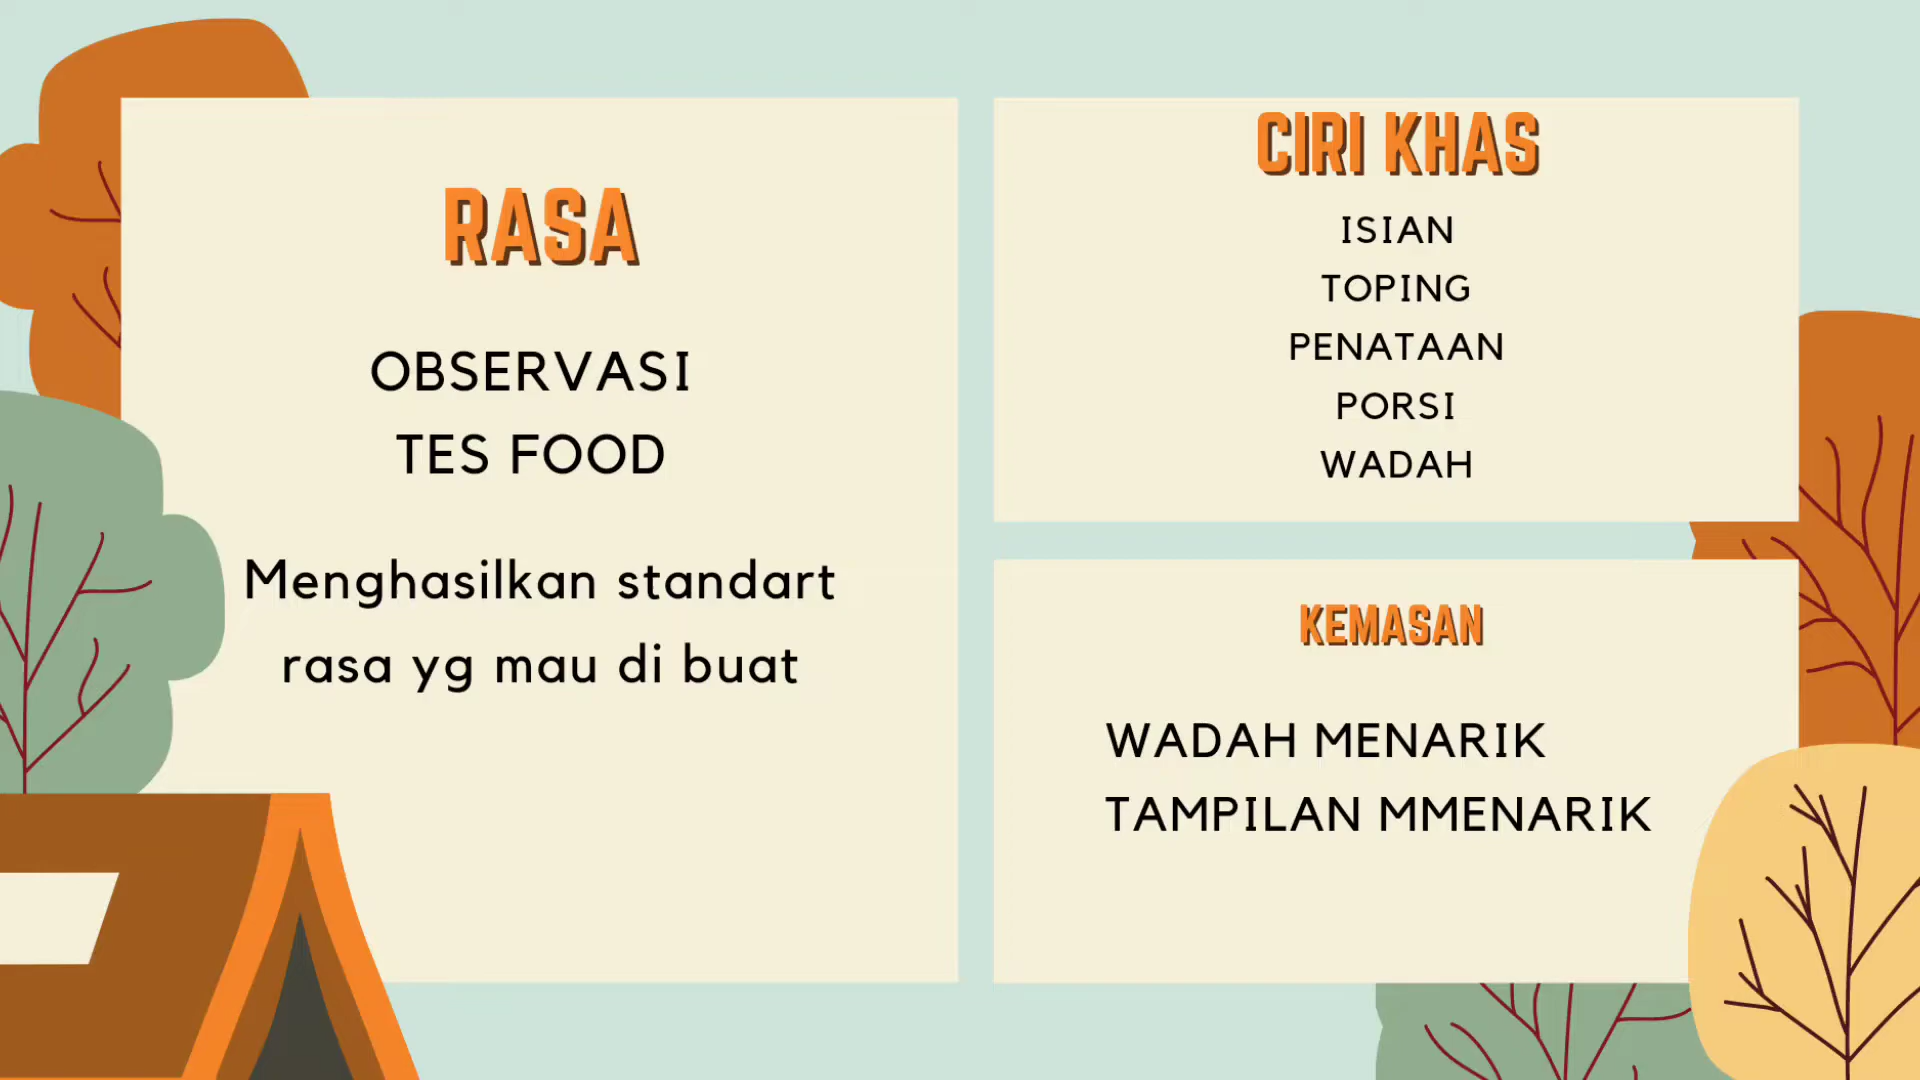 RASA
OBSERVASI
TES FOOD
Menghasilkan standart
rasa yg mau di buat
CIRI KHAS
ISIAN
TOPING
PENATAAN
PORSI
WADAH
KEMASAN
WADAH MENARIK
TAMPILAN MMENARIK